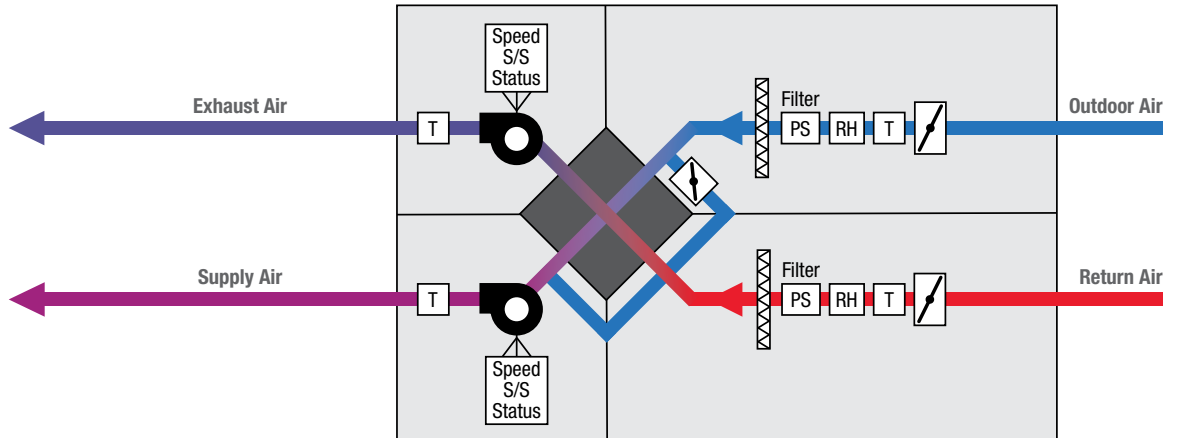 Speed
S/S
Status
Exhaust Air
T
Filter
PS RH T
Outdoor Air
Supply Air
T
Filter
PS RH T
Return Air
Speed
S/S
Status